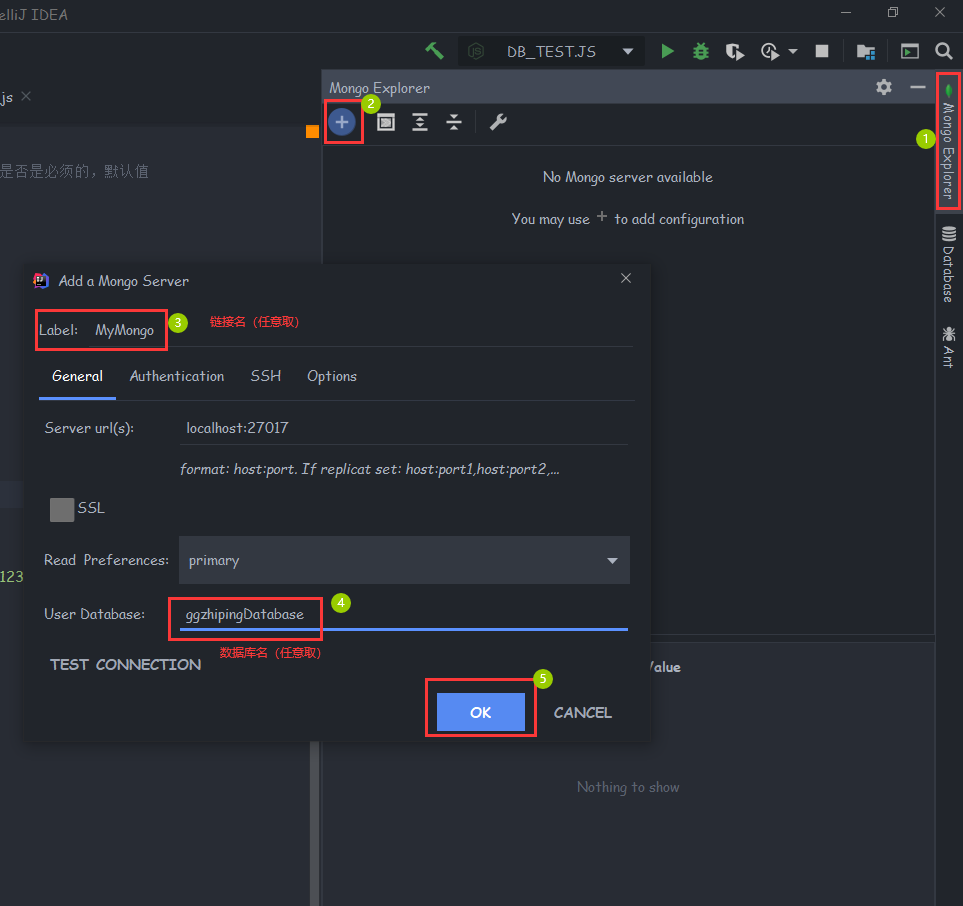 elliJ IDEA
DB_TEST.JS
js
Mongo Explorer
2
1
Mongo Explorer
是否是必须的，默认值
No Mongo server available
You may use + to add configuration
Database
Ant
Add a Mongo Server
Label: MyMongo
3
链接名（任意取）
General Authentication SSH Options
Server url(s): localhost:27017
format: host:port. If replicat set: host:port1,host:port2,...
SSL
Read Preferences: primary
123
User Database: ggzhipingDatabase
4
数据库名（任意取）
TEST CONNECTION
Value
5
OK CANCEL
Nothing to show